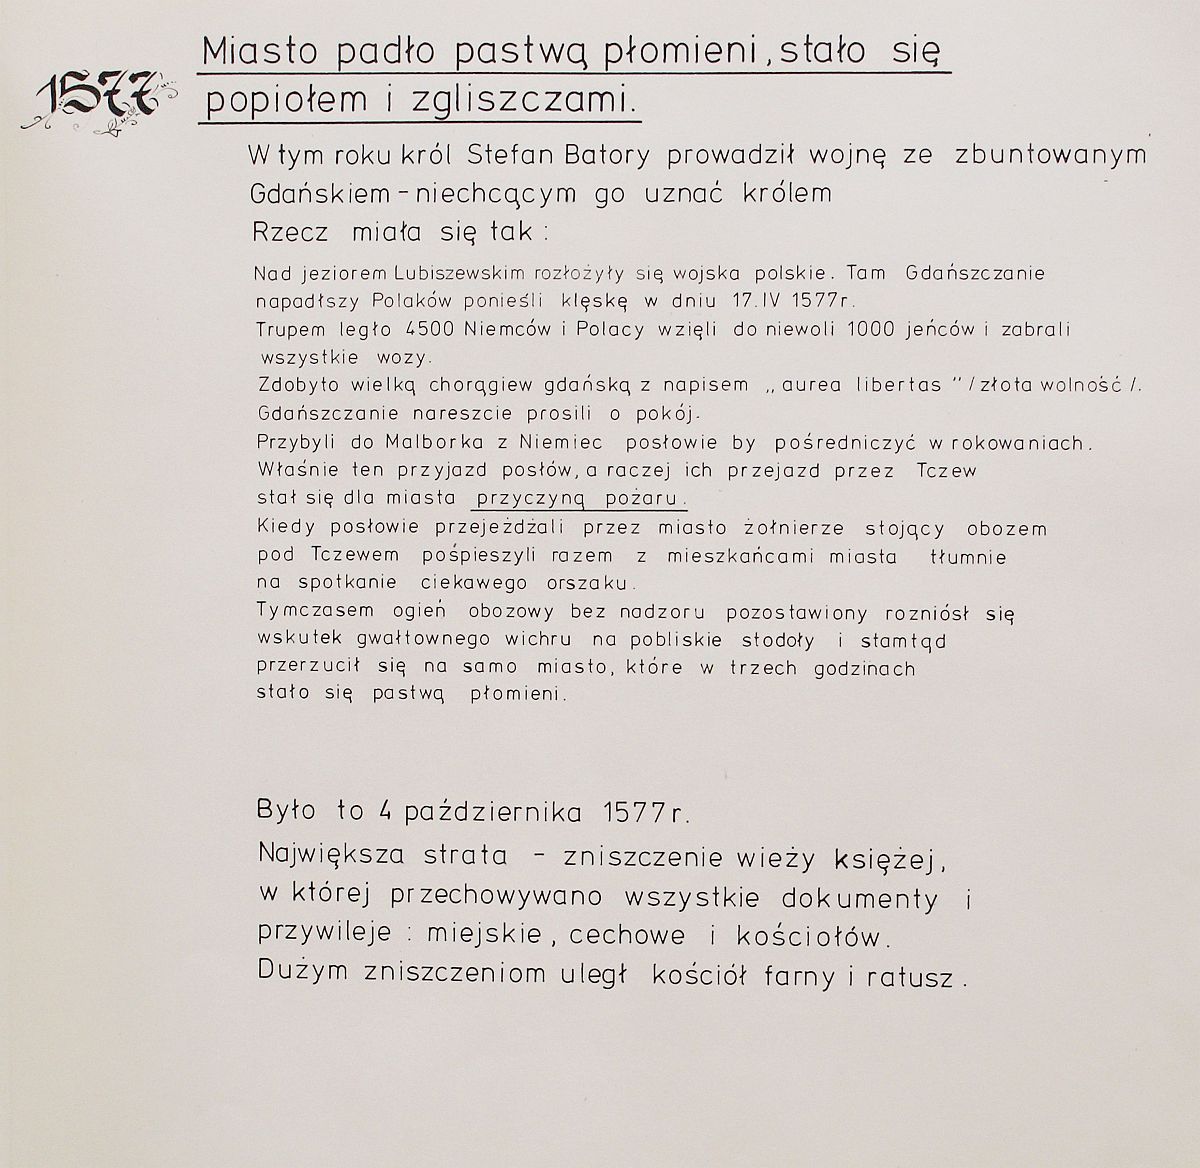 1577
Miasto padło pastwą płomieni, stało się
popiołem i zgliszczami.
W tym roku król Stefan Batory prowadził wojnę ze zbuntowanym
Gdańskiem - niechcącym go uznać królem
Rzecz miała się tak :
Nad jeziorem Lubiszewskim rozłożyły się wojska polskie. Tam Gdańszczanie
napadłszy Polaków ponieśli klęskę w dniu 17.IV 1577r.
Trupem legło 4500 Niemców i Polacy wzięli do niewoli 1000 jeńców i zabrali
wszystkie wozy.
Zdobyto wielką chorągiew gdańską z napisem „ aurea libertas " / złota wolność /.
Gdańszczanie nareszcie prosili o pokój.
Przybyli do Malborka z Niemiec posłowie by pośredniczyć w rokowaniach.
Właśnie ten przyjazd posłów, a raczej ich przejazd przez Tczew
stał się dla miasta przyczyną pożaru.
Kiedy posłowie przejeżdżali przez miasto żołnierze stojący obozem
pod Tczewem pośpieszyli razem z mieszkańcami miasta tłumnie
na spotkanie ciekawego orszaku.
Tymczasem ogień obozowy bez nadzoru pozostawiony rozniósł się
wskutek gwałtownego wichru na pobliskie stodoły i stamtąd
przerzucił się na samo miasto, które w trzech godzinach
stało się pastwą płomieni.
Było to 4 października 1577r.
Największa strata - zniszczenie wieży księżej,
w której przechowywano wszystkie dokumenty i
przywileje : miejskie, cechowe i kościołów.
Dużym zniszczeniom uległ kościół farny i ratusz.